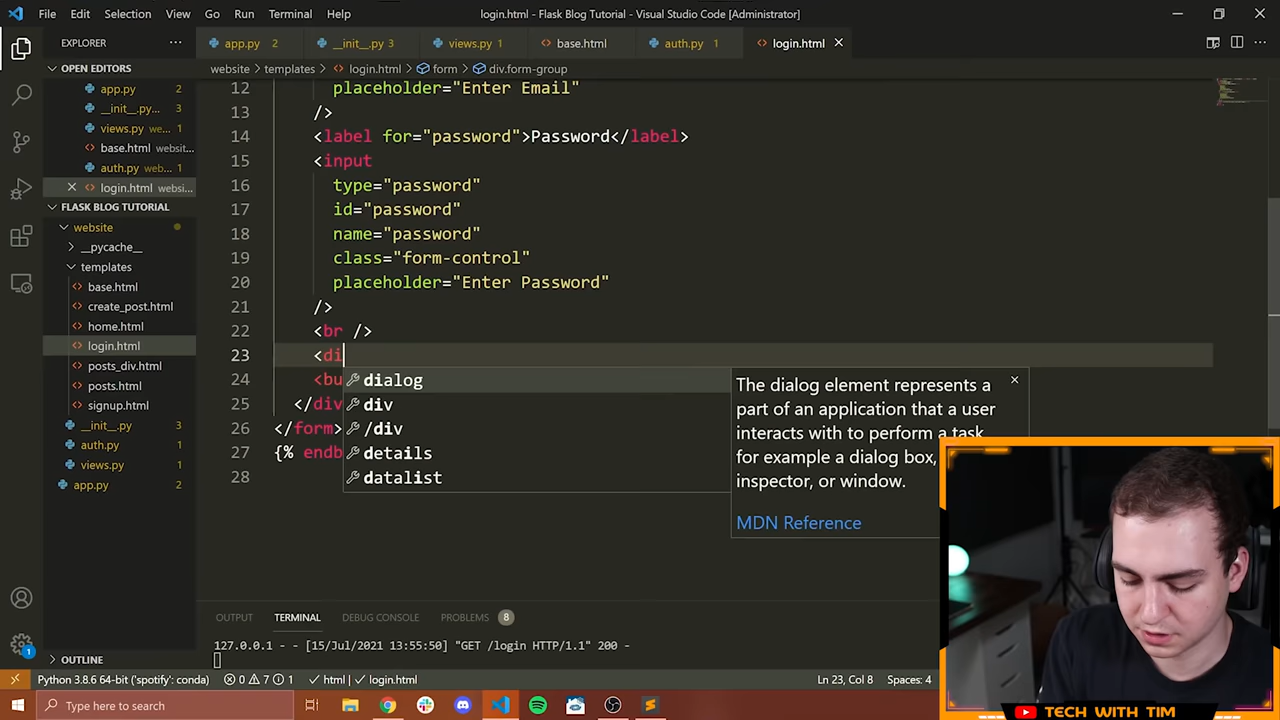 File Edit Selection View Go Run Terminal Help
login.html - Flask Blog Tutorial - Visual Studio Code [Administrator]
EXPLORER
app.py 2
__init__.py 3
views.py 1
base.html
auth.py 1
login.html
OPEN EDITORS
app.py 2
__init__.py... 3
views.py we... 1
base.html websit...
auth.py web... 1
login.html websi...
FLASK BLOG TUTORIAL
website
__pycache__
templates
base.html
create_post.html
home.html
login.html
posts_div.html
posts.html
signup.html
__init__.py 3
auth.py 1
views.py 1
app.py 2
OUTLINE
website > templates > login.html > form > div.form-group
12 placeholder="Enter Email"
13 />
14 <label for="password">Password</label>
15 <input
16 type="password"
17 id="password"
18 name="password"
19 class="form-control"
20 placeholder="Enter Password"
21 />
22 <br />
23 <di
24 <bu
25 </div
26 </form>
27 {% endb
28
dialog
div
/div
details
datalist
The dialog element represents a
part of an application that a user
interacts with to perform a task,
for example a dialog box,
inspector, or window.
MDN Reference
OUTPUT TERMINAL DEBUG CONSOLE PROBLEMS 8
127.0.0.1 - - [15/Jul/2021 13:55:50] "GET /login HTTP/1.1" 200 -
Python 3.8.6 64-bit ('spotify': conda) 0 7 1 html login.html Ln 23, Col 8 Spaces: 4
1
Type here to search
TECH WITH TIM